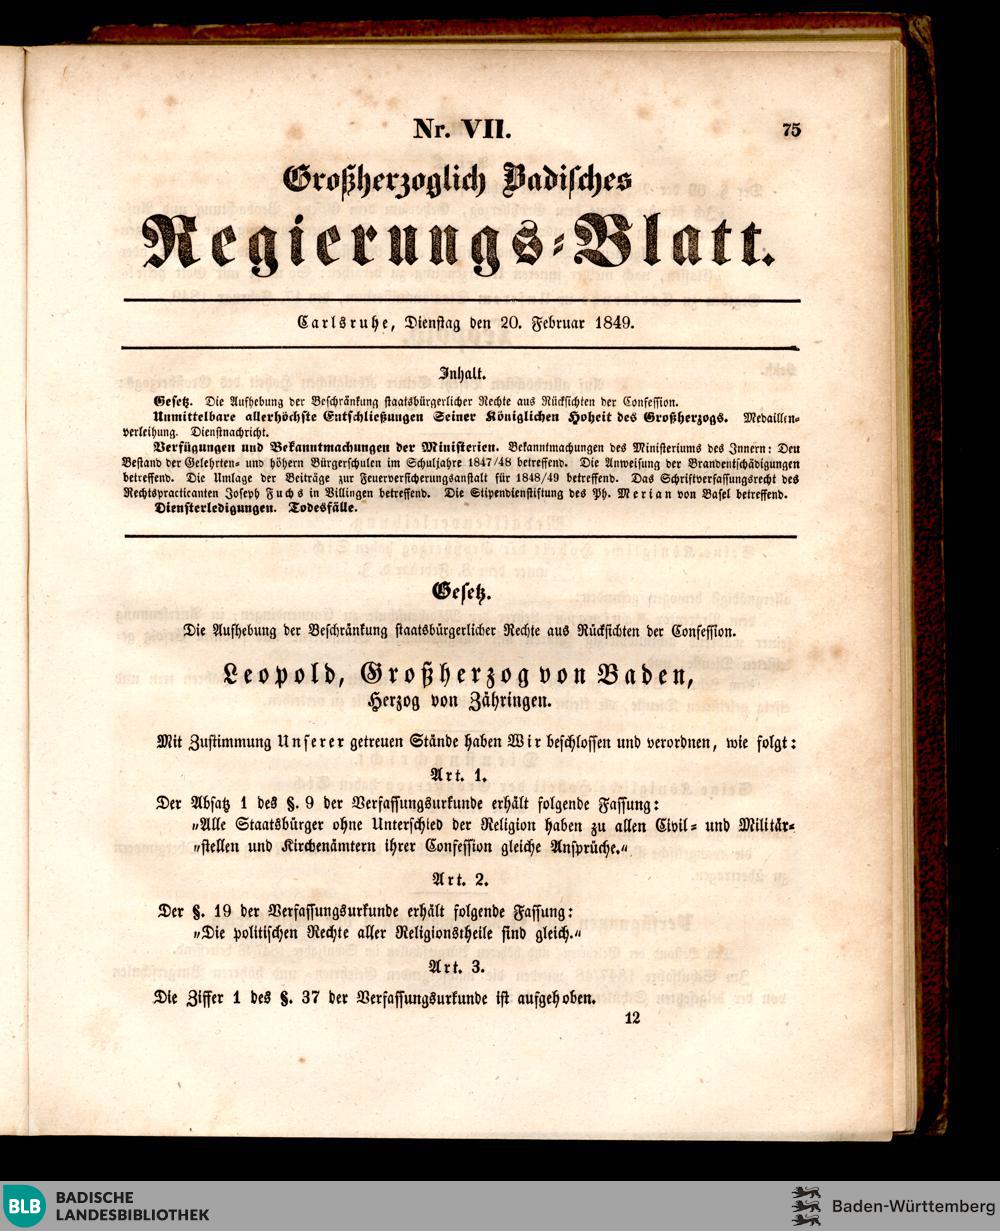 Nr. VII.
75
Großherzoglich Badisches
Regierungs-Blatt.
Carlsruhe, Dienstag den 20. Februar 1849.
Inhalt.
Gesetz. Die Aufhebung der Beschränkung staatsbürgerlicher Rechte aus Rücksichten der Confession.
Unmittelbare allerhöchste Entschließungen Seiner Königlichen Hoheit des Großherzogs. Medaillen-
verleihung. Dienstnachricht.
Verfügungen und Bekanntmachungen der Ministerien. Bekanntmachungen des Ministeriums des Innern: Den
Bestand der Gelehrten- und höhern Bürgerschulen im Schuljahre 1847/48 betreffend. Die Anweisung der Brandentschädigungen
betreffend. Die Umlage der Beiträge zur Feuerversicherungsanstalt für 1848/49 betreffend. Das Schriftverfassungsrecht des
Rechtspracticanten Joseph Fuchs in Villingen betreffend. Die Stipendienstiftung des Ph. Merian von Basel betreffend.
Diensterledigungen. Todesfälle.
Gesetz.
Die Aufhebung der Beschränkung staatsbürgerlicher Rechte aus Rücksichten der Confession.
Leopold, Großherzog von Baden,
Herzog von Zähringen.
Mit Zustimmung Unserer getreuen Stände haben Wir beschlossen und verordnen, wie folgt:
Art. 1.
Der Absatz 1 des §. 9 der Verfassungsurkunde erhält folgende Fassung:
„Alle Staatsbürger ohne Unterschied der Religion haben zu allen Civil- und Militär-
„stellen und Kirchenämtern ihrer Confession gleiche Ansprüche.“
Art. 2.
Der §. 19 der Verfassungsurkunde erhält folgende Fassung:
„Die politischen Rechte aller Religionstheile sind gleich.“
Art. 3.
Die Ziffer 1 des §. 37 der Verfassungsurkunde ist aufgehoben.
12
BLB
BADISCHE
LANDESBIBLIOTHEK
Baden-Württemberg